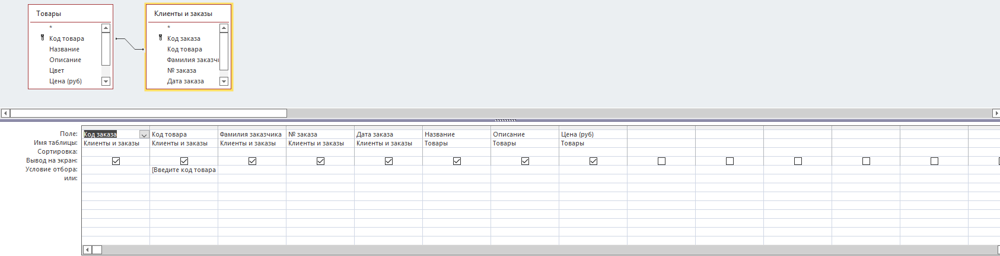 Товары
*
Код товара
Название
Описание
Цвет
Цена (руб)
Клиенты и заказы
*
Код заказа
Код товара
Фамилия заказчи
№ заказа
Дата заказа
Поле: Код заказа Код товара Фамилия заказчика № заказа Дата заказа Название Описание Цена (руб)
Имя таблицы: Клиенты и заказы Клиенты и заказы Клиенты и заказы Клиенты и заказы Клиенты и заказы Товары Товары Товары
Сортировка:
Вывод на экран:
Условие отбора: [Введите код товара
или: